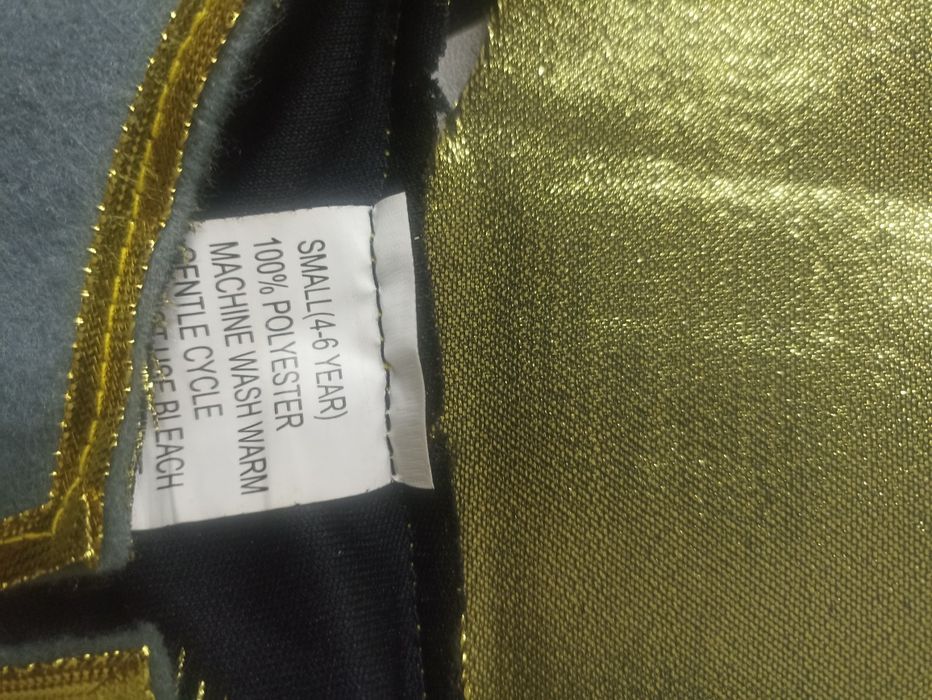 SMALL(4-6 YEAR)
100% POLYESTER
MACHINE WASH WARM
GENTLE CYCLE
USE BLEACH